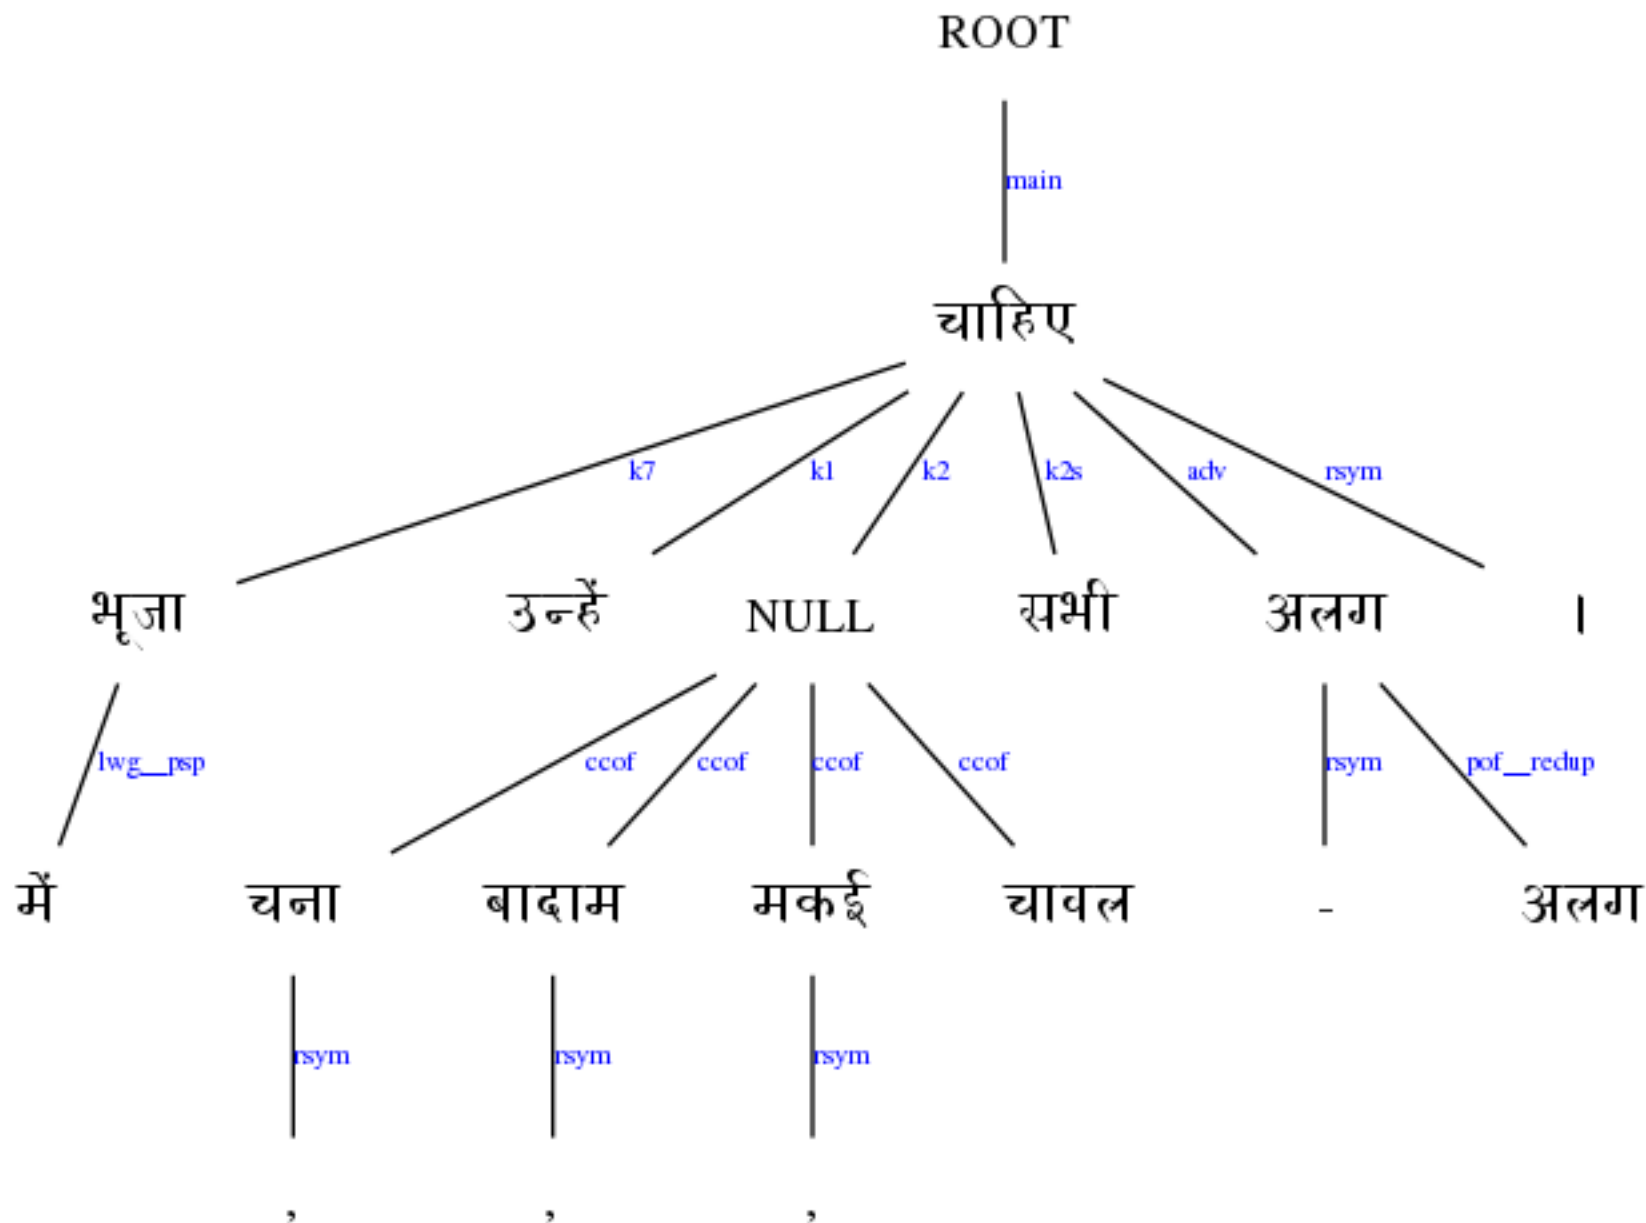 ROOT
main
चाहिए
k7 k1 k2 k2s adv rsym
भूजा उन्हें NULL सभी अलग ।
lwg__psp ccof ccof ccof ccof rsym pof__redup
में चना बादाम मकई चावल - अलग
rsym rsym rsym
, , ,